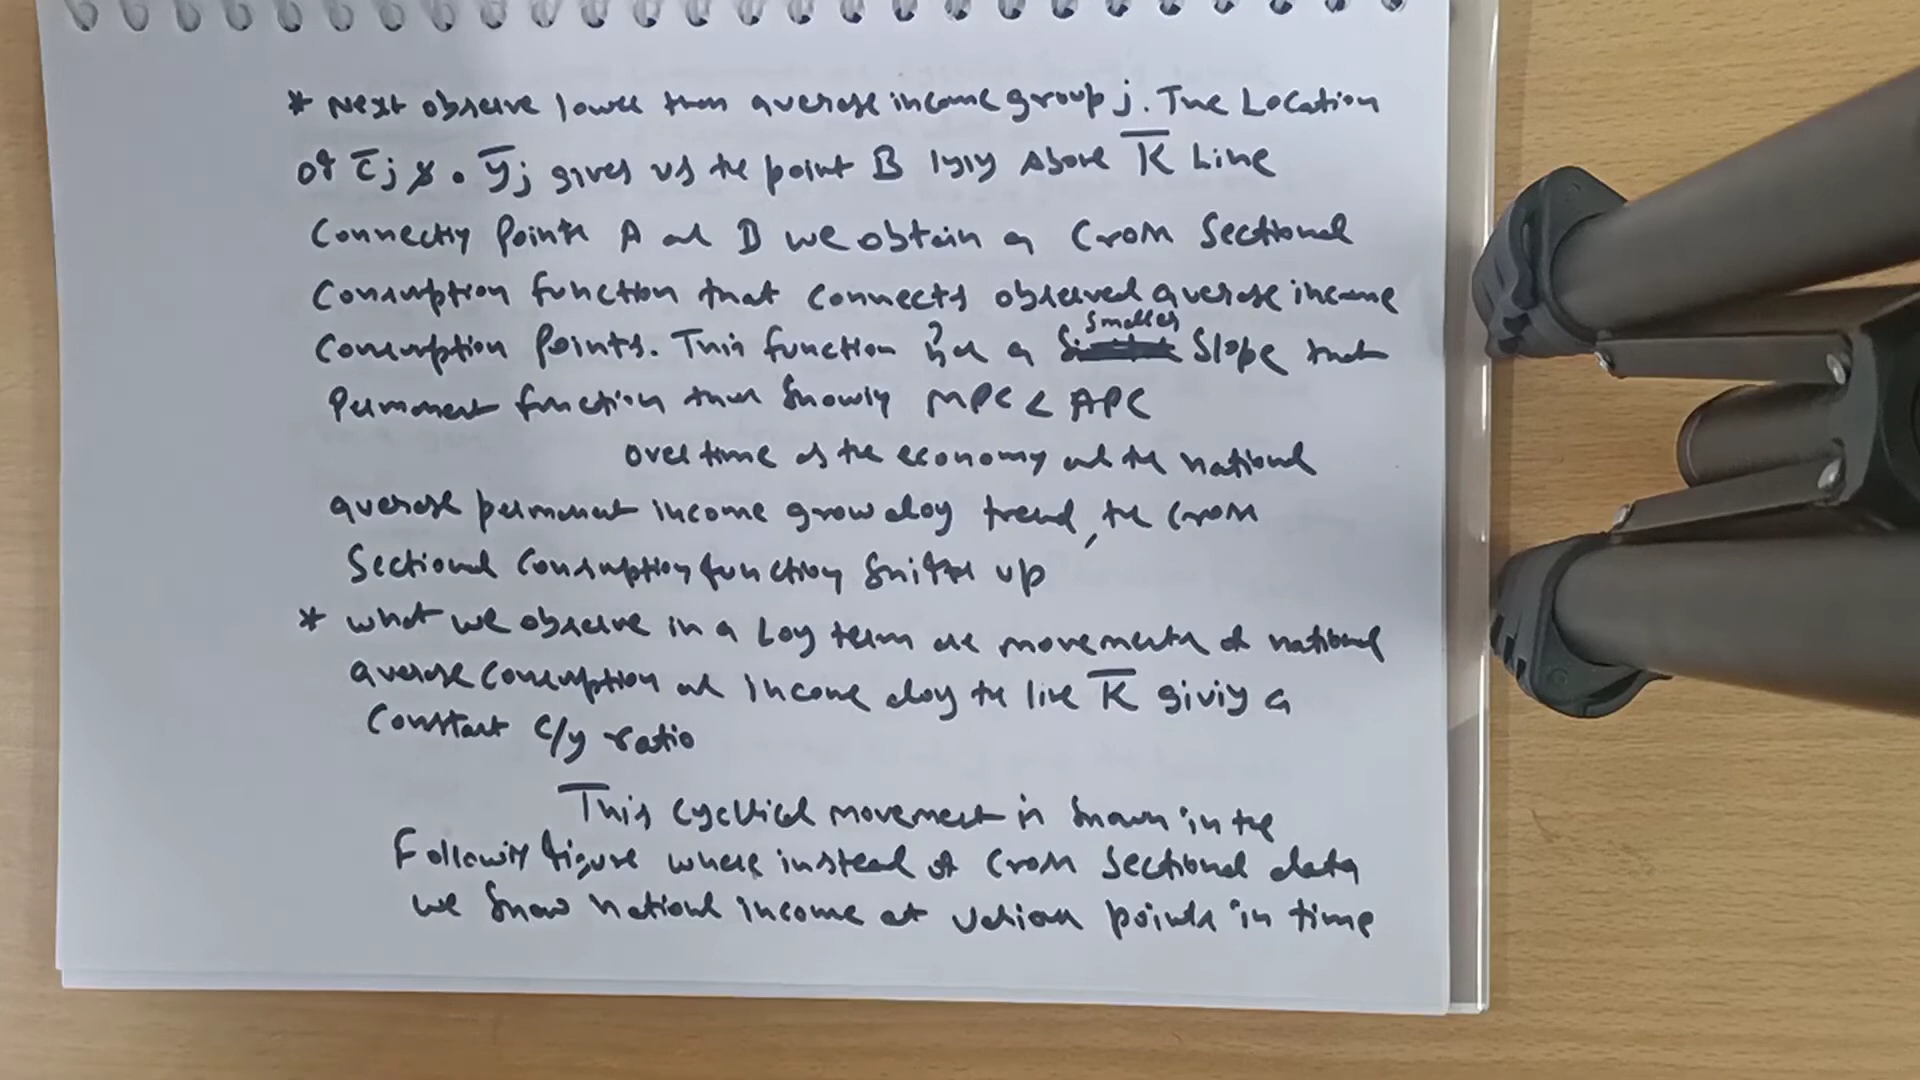 * Next observe lower than average income group j. The Location
of c̄j & . ȳj gives us the point B lying Above K̄ Line
Connecting Points A and B we obtain a Cross Sectional
Consumption function that connects observed average income
Consumption Points. This function has a smaller Slope that
Permanent function thus showing MPC < APC
over time as the economy and the national
average permanent income grow along trend, the cross
Sectional Consumption function shifts up
* what we observe in a Long term are movements of national
average consumption and income along the line K̄ giving a
Constant C/y ratio
This cyclical movement is shown in the
Following figure where instead of Cross Sectional data
we show national income at various points in time